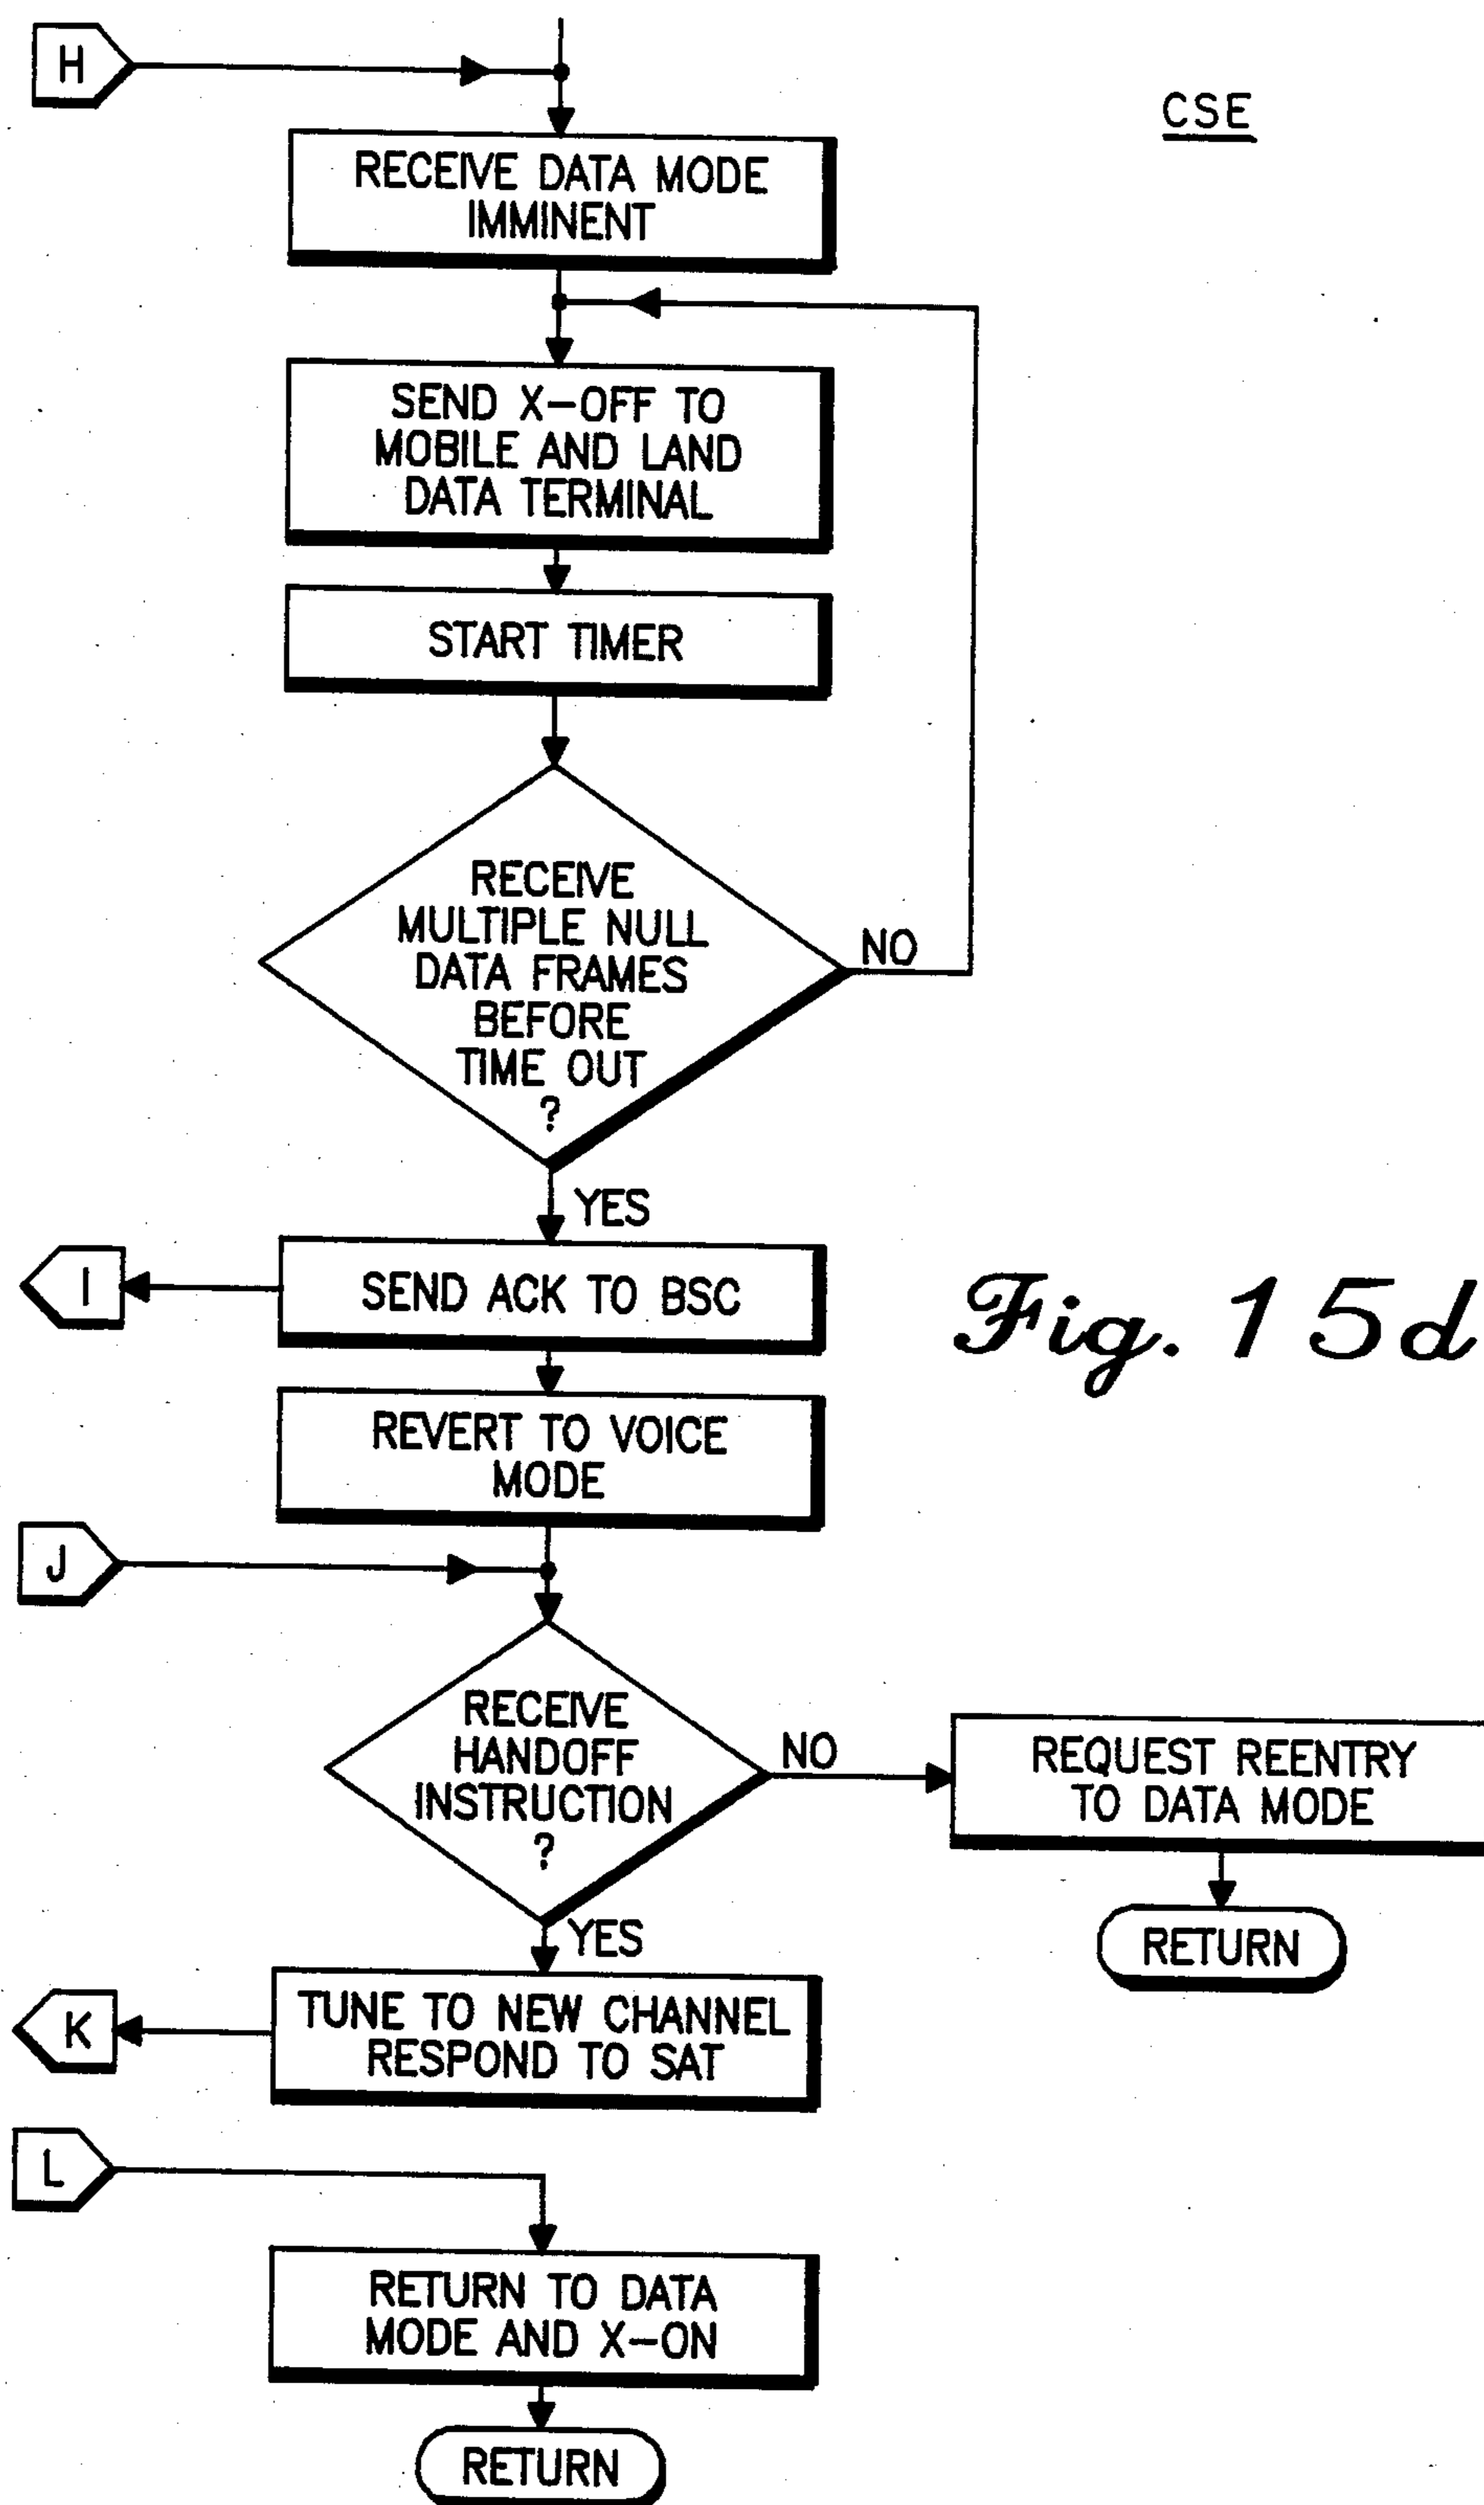 H
CSE
RECEIVE DATA MODE
IMMINENT
SEND X-OFF TO
MOBILE AND LAND
DATA TERMINAL
START TIMER
RECEIVE
MULTIPLE NULL
DATA FRAMES
BEFORE
TIME OUT
?
NO
YES
I
SEND ACK TO BSC
Fig. 15d
REVERT TO VOICE
MODE
J
RECEIVE
HANDOFF
INSTRUCTION
?
NO
REQUEST REENTRY
TO DATA MODE
RETURN
YES
K
TUNE TO NEW CHANNEL
RESPOND TO SAT
L
RETURN TO DATA
MODE AND X-ON
RETURN